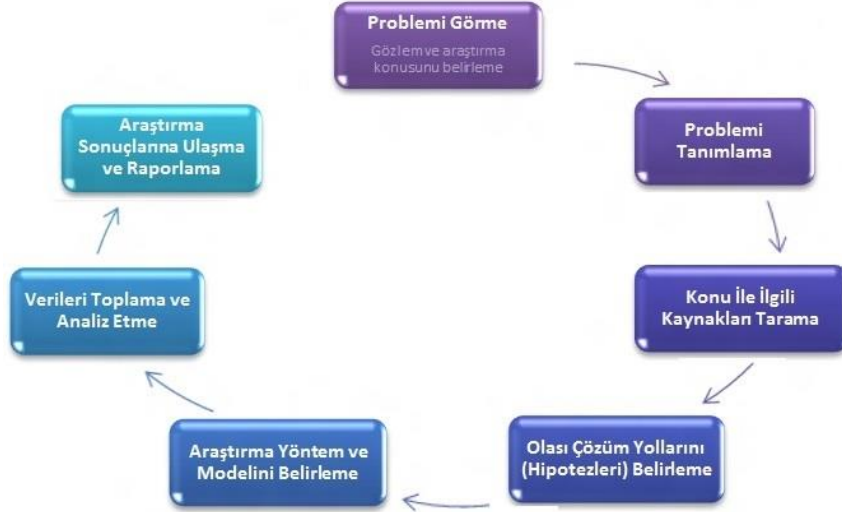 Problemi Görme
Gözlem ve araştırma
konusunu belirleme
Problemi
Tanımlama
Konu İle İlgili
Kaynakları Tarama
Olası Çözüm Yollarını
(Hipotezleri) Belirleme
Araştırma Yöntem ve
Modelini Belirleme
Verileri Toplama ve
Analiz Etme
Araştırma
Sonuçlarına Ulaşma
ve Raporlama